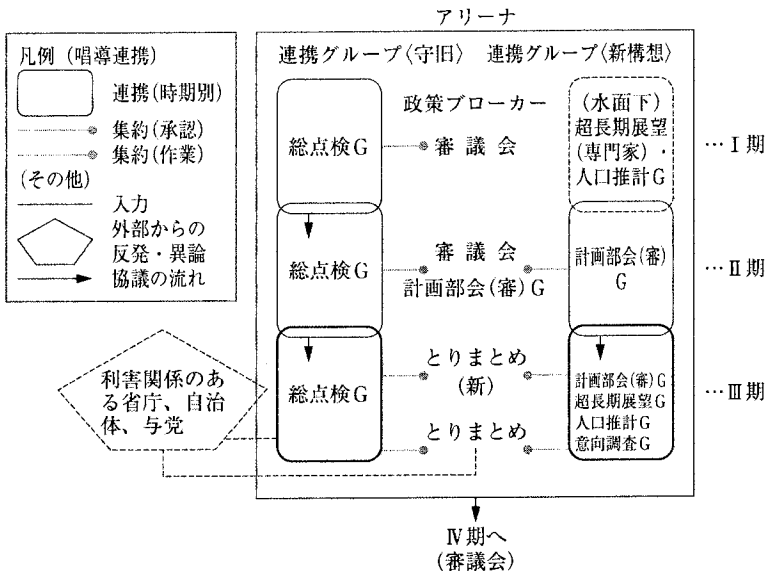 アリーナ
凡例（唱導連携）
連携(時期別)
集約(承認)
集約(作業)
(その他)
入力
外部からの
反発・異論
協議の流れ
連携グループ〈守旧〉 連携グループ〈新構想〉
政策ブローカー
総点検G
審議会
(水面下)
超長期展望
(専門家)・
人口推計G
…Ⅰ期
総点検G
審議会
計画部会(審)G
計画部会(審)
G
…Ⅱ期
利害関係のあ
る省庁、自治
体、与党
総点検G
とりまとめ
(新)
とりまとめ
計画部会(審)G
超長期展望G
人口推計G
意向調査G
…Ⅲ期
Ⅳ期へ
(審議会)